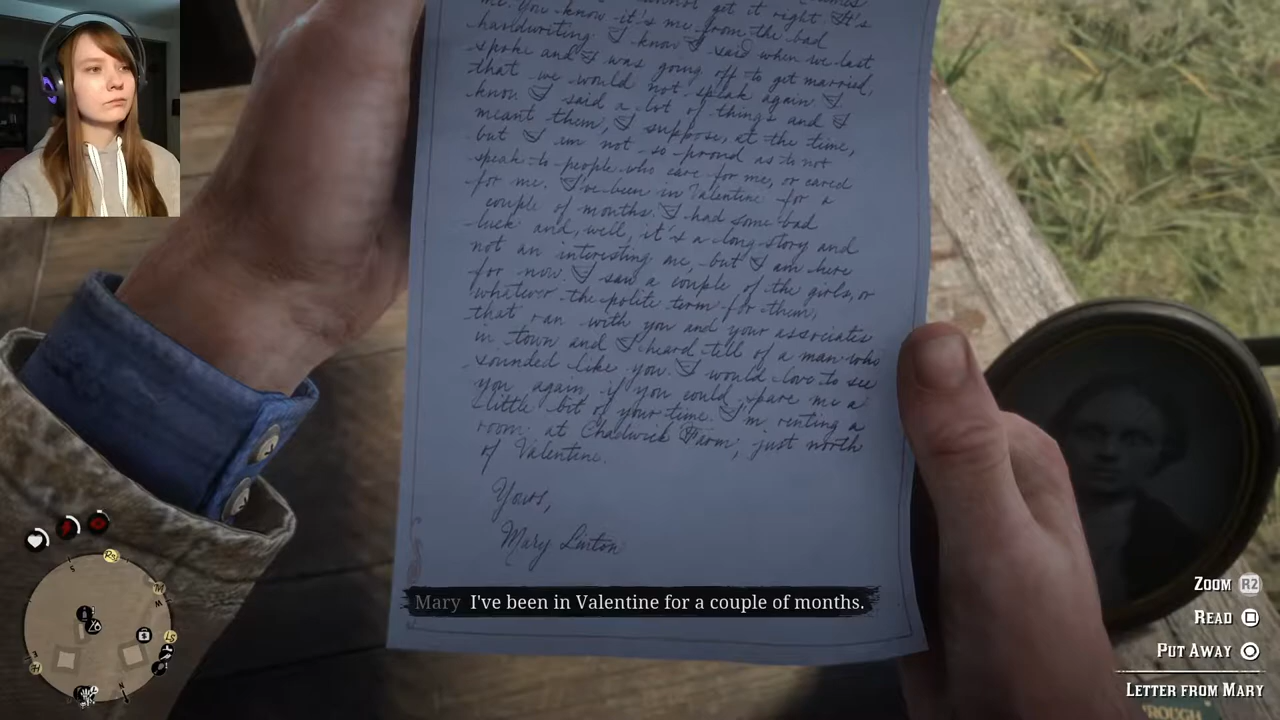 me. You know it's me from the bad
handwriting. I know I said when we last
spoke and I was going off to get married,
that we would not speak again I
know. I said a lot of things and I
meant them, I suppose, at the time,
but I am not so proud as to not
speak to people who care for me, or cared
for me. I've been in Valentine for a
couple of months. I had some bad
luck and, well, it's a long story and
not an interesting one, but I am here
for now. I saw a couple of the girls, or
whatever the polite term for them,
that ran with you and your associates
in town and I heard tell of a man who
sounded like you. I would love to see
you again if you could spare me a
little bit of your time. I'm renting a
room at Chadwick Farm, just north
of Valentine.
Yours,
Mary Linton
Mary I've been in Valentine for a couple of months.
ZOOM R2
READ
PUT AWAY
LETTER FROM MARY